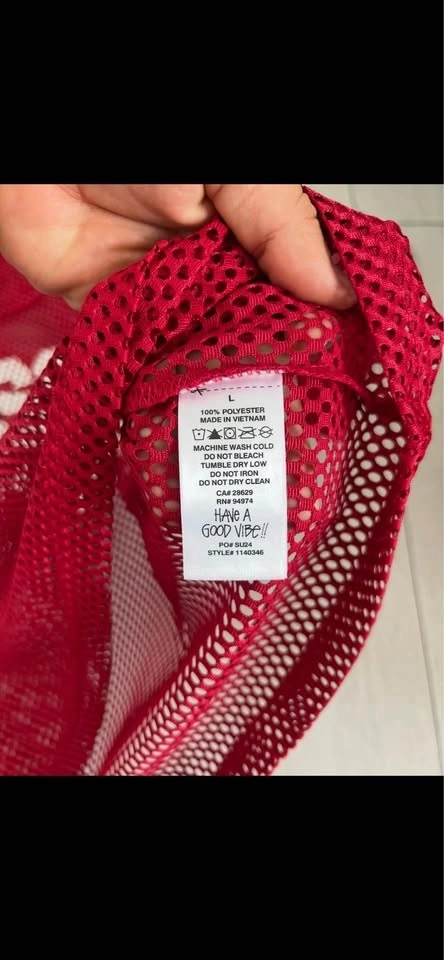 L
100% POLYESTER
MADE IN VIETNAM
MACHINE WASH COLD
DO NOT BLEACH
TUMBLE DRY LOW
DO NOT IRON
DO NOT DRY CLEAN
CA# 28629
RN# 94974
HAVE A
GOOD VIBE!!!
PO# SU24
STYLE# 1140346